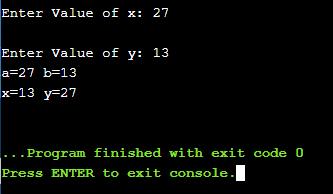 Enter Value of x: 27
Enter Value of y: 13
a=27 b=13
x=13 y=27
...Program finished with exit code 0
Press ENTER to exit console.